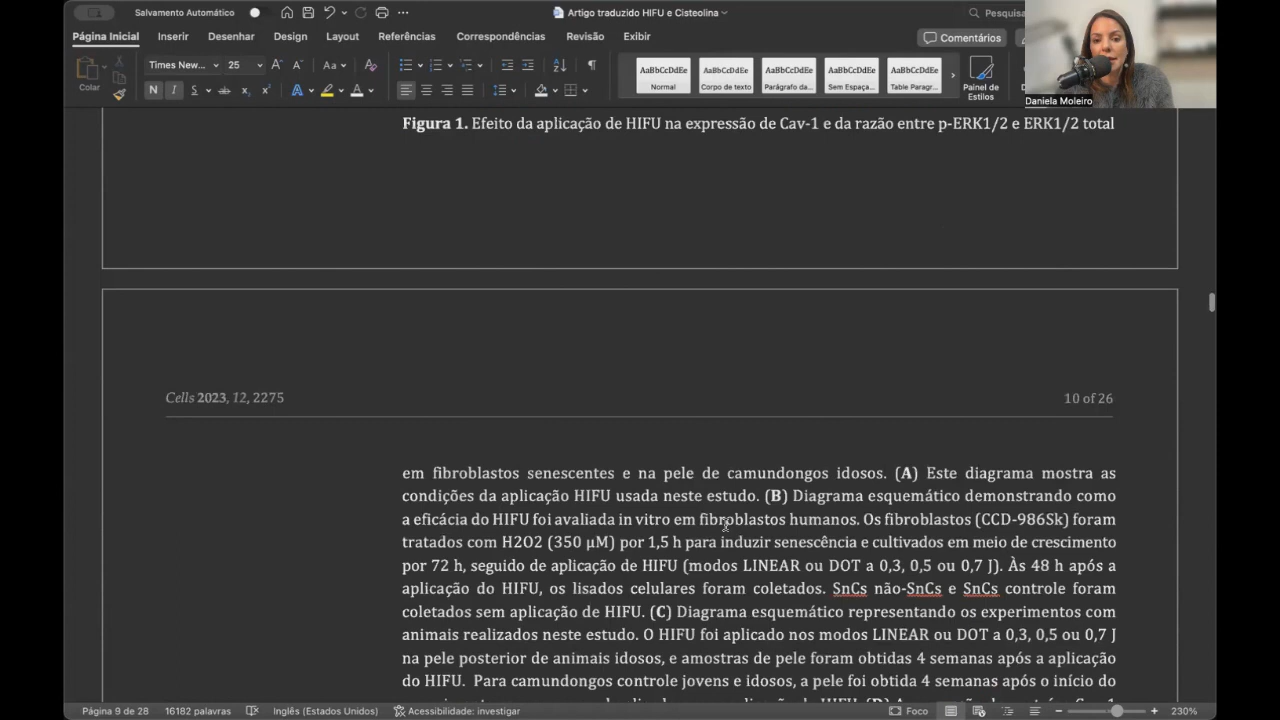 Salvamento Automático
Artigo traduzido HIFU e Cisteolina
Pesquisa
Página Inicial
Inserir
Desenhar
Design
Layout
Referências
Correspondências
Revisão
Exibir
Comentários
Colar
Times New...
25
AaBbCcDdEe
AaBbCcDdEe
AaBbCcDdEe
AaBbCcDdEe
AaBbCcDdEe
Normal
Corpo de texto
Parágrafo da...
Sem Espaça...
Table Paragr...
Painel de
Estilos
Daniela Moleiro
Figura 1. Efeito da aplicação de HIFU na expressão de Cav-1 e da razão entre p-ERK1/2 e ERK1/2 total
Cells 2023, 12, 2275
10 of 26
em fibroblastos senescentes e na pele de camundongos idosos. (A) Este diagrama mostra as
condições da aplicação HIFU usada neste estudo. (B) Diagrama esquemático demonstrando como
a eficácia do HIFU foi avaliada in vitro em fibroblastos humanos. Os fibroblastos (CCD-986Sk) foram
tratados com H2O2 (350 μM) por 1,5 h para induzir senescência e cultivados em meio de crescimento
por 72 h, seguido de aplicação de HIFU (modos LINEAR ou DOT a 0,3, 0,5 ou 0,7 J). Às 48 h após a
aplicação do HIFU, os lisados celulares foram coletados. SnCs não-SnCs e SnCs controle foram
coletados sem aplicação de HIFU. (C) Diagrama esquemático representando os experimentos com
animais realizados neste estudo. O HIFU foi aplicado nos modos LINEAR ou DOT a 0,3, 0,5 ou 0,7 J
na pele posterior de animais idosos, e amostras de pele foram obtidas 4 semanas após a aplicação
do HIFU. Para camundongos controle jovens e idosos, a pele foi obtida 4 semanas após o início do
Página 9 de 28
16182 palavras
Inglês (Estados Unidos)
Acessibilidade: investigar
Foco
230%